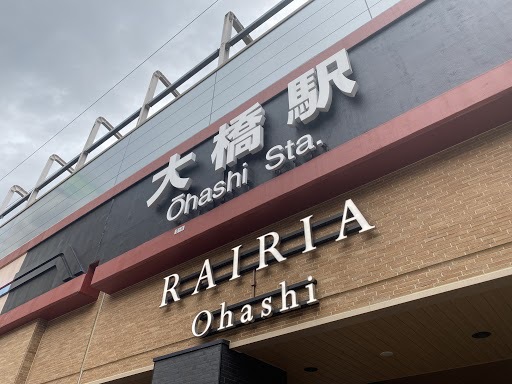 大橋駅
Ōhashi Sta.
RAIRIA
Ohashi